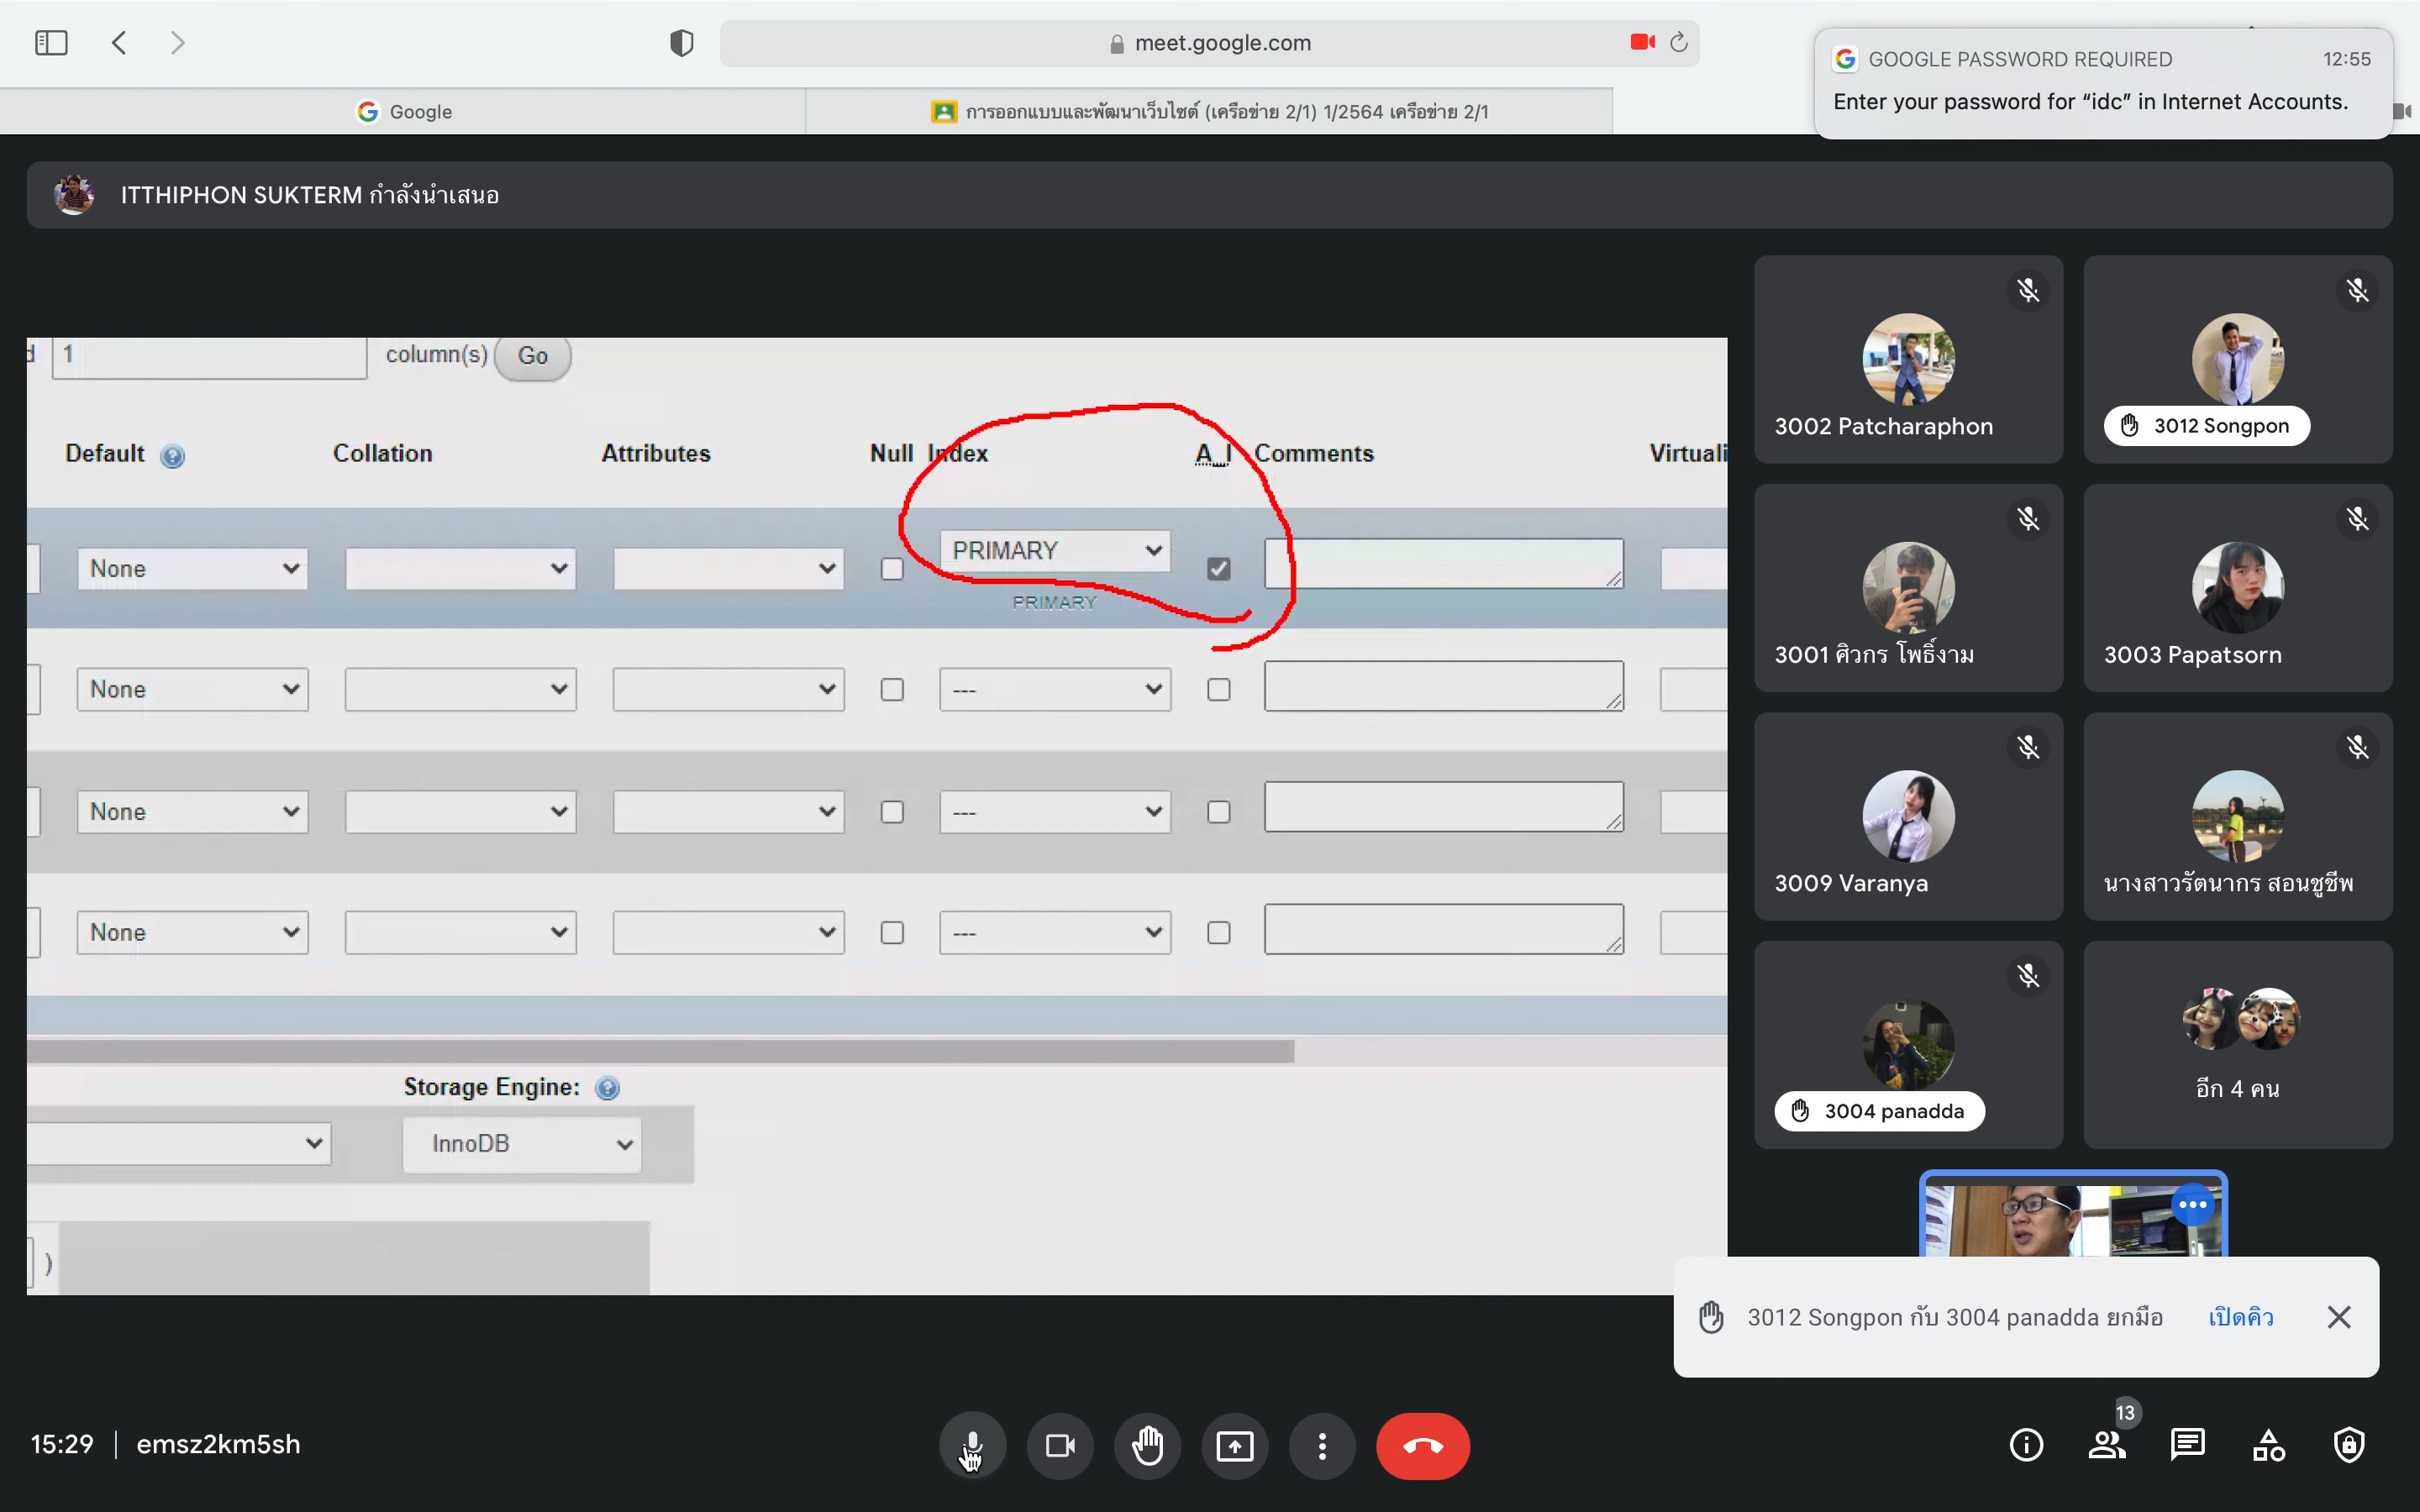 meet.google.com
GOOGLE PASSWORD REQUIRED 12:55
Enter your password for “idc” in Internet Accounts.
Google
การออกแบบและพัฒนาเว็บไซต์ (เครือข่าย 2/1) 1/2564 เครือข่าย 2/1
ITTHIPHON SUKTERM กำลังนำเสนอ
1 column(s) Go
Default Collation Attributes Null Index A_I Comments Virtuali
None PRIMARY
PRIMARY
None ---
None ---
None ---
Storage Engine:
InnoDB
)
3002 Patcharaphon
3012 Songpon
3001 ศิวกร โพธิ์งาม
3003 Papatsorn
3009 Varanya
นางสาวรัตนากร สอนชูชีพ
3004 panadda
อีก 4 คน
3012 Songpon กับ 3004 panadda ยกมือ เปิดคิว
15:29 | emsz2km5sh
13